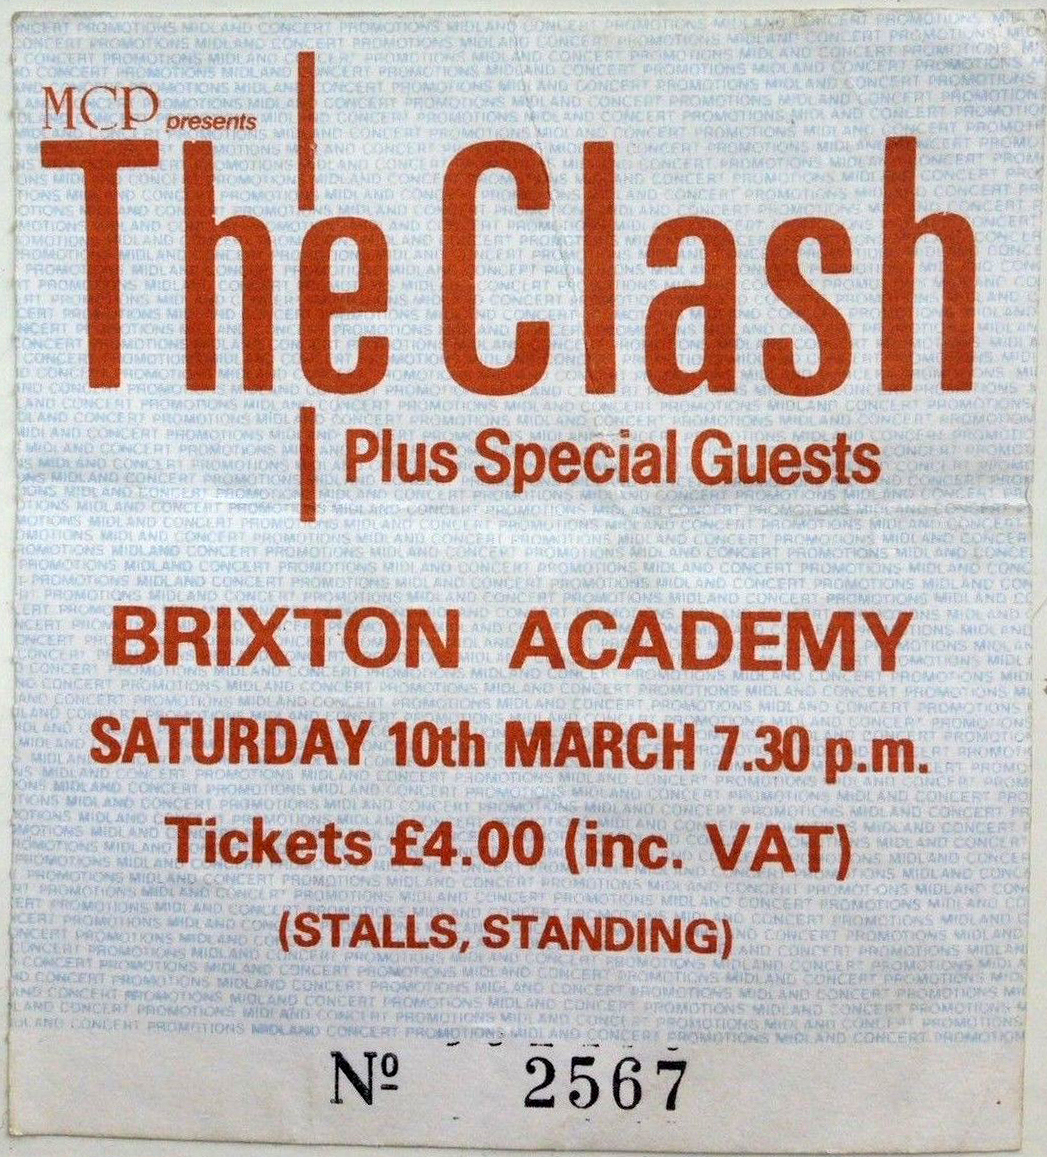 MCP presents
The Clash
Plus Special Guests
BRIXTON ACADEMY
SATURDAY 10th MARCH 7.30 p.m.
Tickets £4.00 (inc. VAT)
(STALLS, STANDING)
Nº 2567